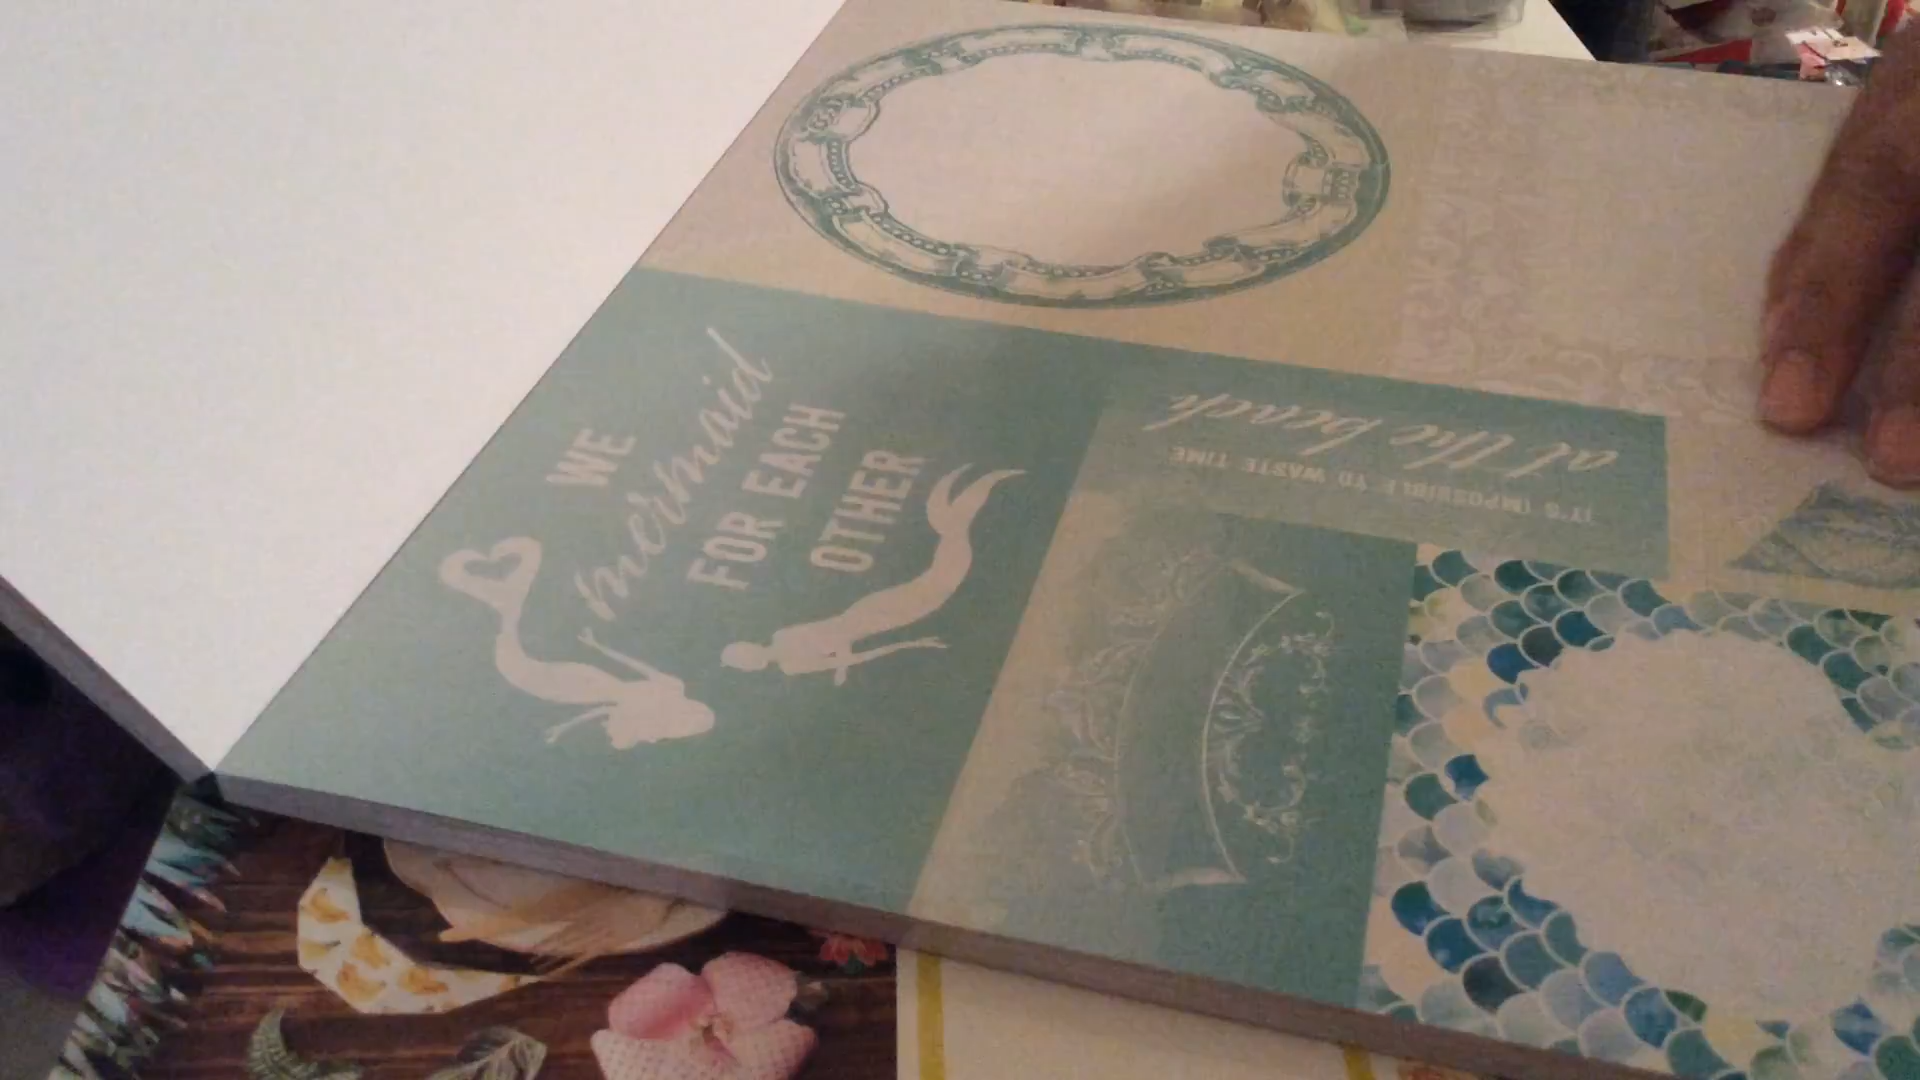 WE
mermaid
FOR EACH
OTHER
IT'S IMPOSSIBLE TO WASTE TIME
at the beach